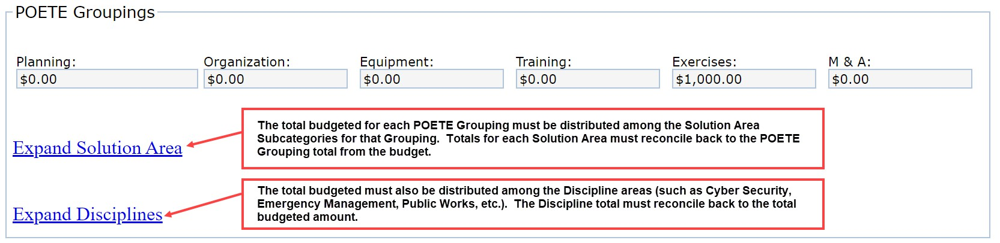 POETE Groupings
Planning: Organization: Equipment: Training: Exercises: M & A:
$0.00 $0.00 $0.00 $0.00 $1,000.00 $0.00
The total budgeted for each POETE Grouping must be distributed among the Solution Area
Subcategories for that Grouping.  Totals for each Solution Area must reconcile back to the POETE
Grouping total from the budget.
Expand Solution Area
The total budgeted must also be distributed among the Discipline areas (such as Cyber Security,
Emergency Management, Public Works, etc.).  The Discipline total must reconcile back to the total
budgeted amount.
Expand Disciplines